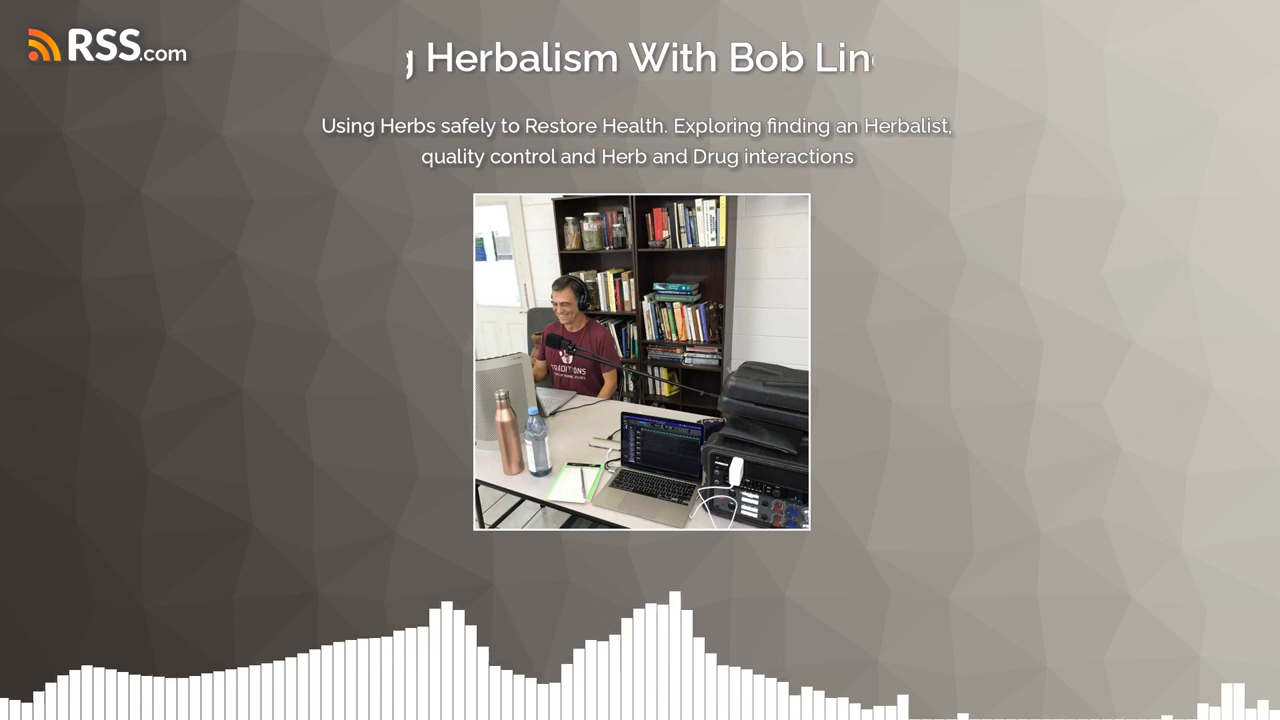 RSS.com
Herbalism With Bob
Using Herbs safely to Restore Health. Exploring finding an Herbalist,
quality control and Herb and Drug interactions